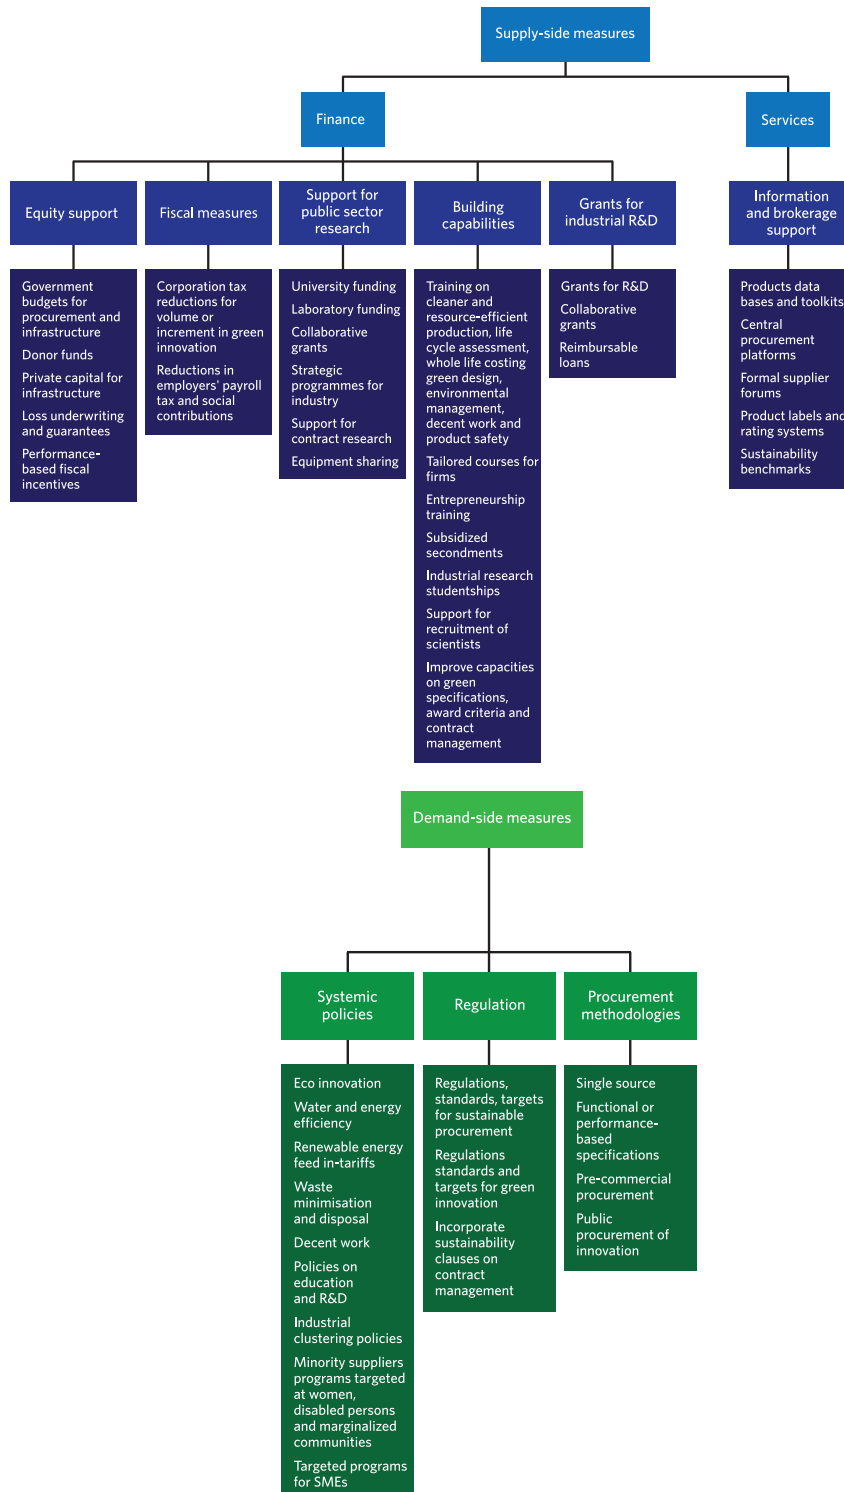 Supply-side measures
Finance
Services
Equity support
Fiscal measures
Support for
public sector
research
Building
capabilities
Grants for
industrial R&D
Information
and brokerage
support
Government
budgets for
procurement and
infrastructure
Donor funds
Private capital for
infrastructure
Loss underwriting
and guarantees
Performance-
based fiscal
incentives
Corporation tax
reductions for
volume or
increment in green
innovation
Reductions in
employers' payroll
tax and social
contributions
University funding
Laboratory funding
Collaborative
grants
Strategic
programmes for
industry
Support for
contract research
Equipment sharing
Training on
cleaner and
resource-efficient
production, life
cycle assessment,
whole life costing
green design,
environmental
management,
decent work and
product safety
Tailored courses for
firms
Entrepreneurship
training
Subsidized
secondments
Industrial research
studentships
Support for
recruitment of
scientists
Improve capacities
on green
specifications,
award criteria and
contract
management
Grants for R&D
Collaborative
grants
Reimbursable
loans
Products data
bases and toolkits
Central
procurement
platforms
Formal supplier
forums
Product labels and
rating systems
Sustainability
benchmarks
Demand-side measures
Systemic
policies
Regulation
Procurement
methodologies
Eco innovation
Water and energy
efficiency
Renewable energy
feed in-tariffs
Waste
minimisation
and disposal
Decent work
Policies on
education
and R&D
Industrial
clustering policies
Minority suppliers
programs targeted
at women,
disabled persons
and marginalized
communities
Targeted programs
for SMEs
Regulations,
standards, targets
for sustainable
procurement
Regulations
standards and
targets for green
innovation
Incorporate
sustainability
clauses on
contract
management
Single source
Functional or
performance-
based
specifications
Pre-commercial
procurement
Public
procurement of
innovation